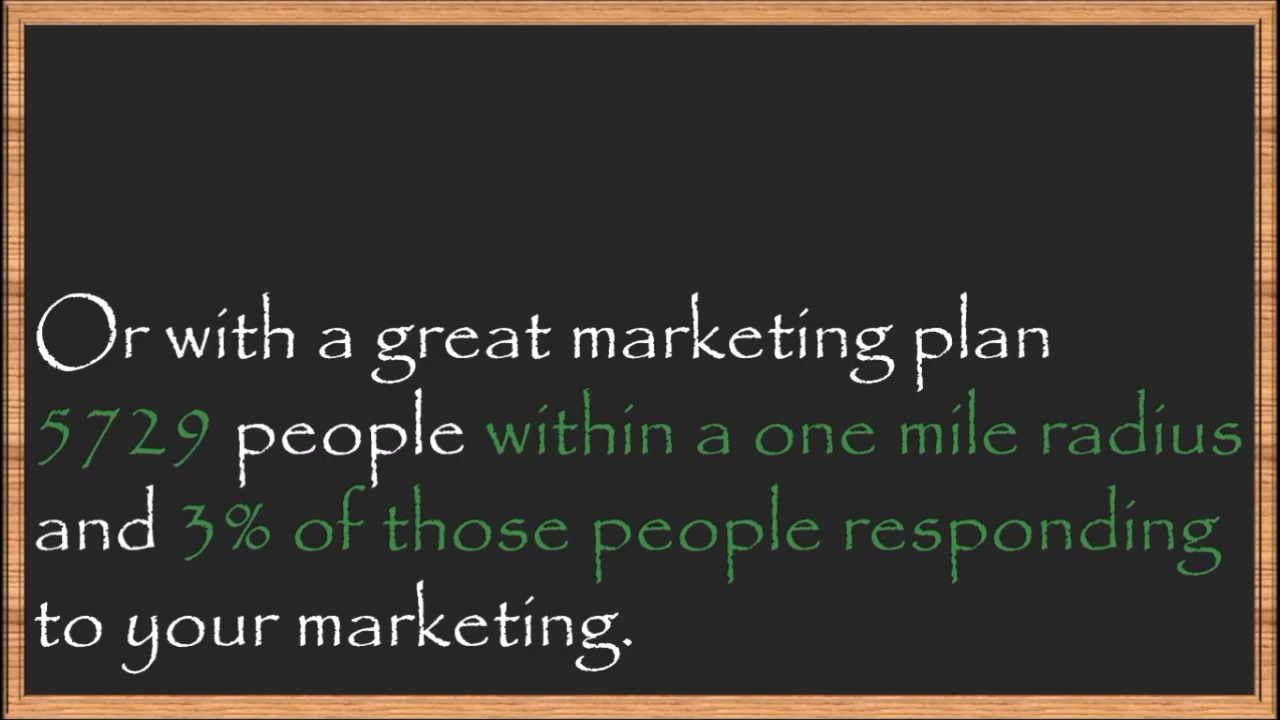 Or with a great marketing plan
5729 people within a one mile radius
and 3% of those people responding
to your marketing.